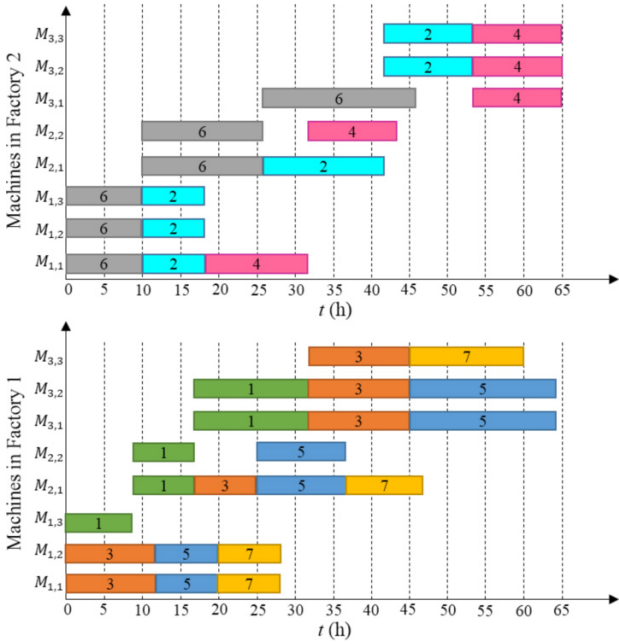 Machines in Factory 2
M3,3 2 4
M3,2 2 4
M3,1 6 4
M2,2 6 4
M2,1 6 2
M1,3 6 2
M1,2 6 2
M1,1 6 2 4
0 5 10 15 20 25 30 35 40 45 50 55 60 65
t (h)
Machines in Factory 1
M3,3 3 7
M3,2 1 3 5
M3,1 1 3 5
M2,2 1 5
M2,1 1 3 5 7
M1,3 1
M1,2 3 5 7
M1,1 3 5 7
0 5 10 15 20 25 30 35 40 45 50 55 60 65
t (h)